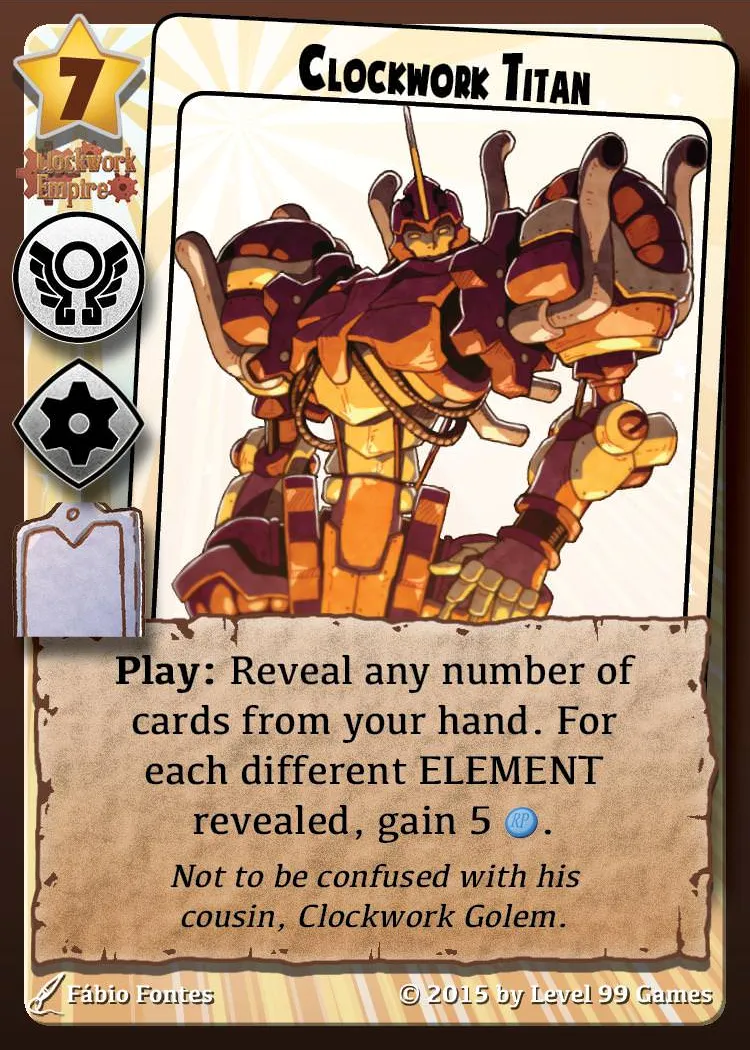 7
Clockwork Titan
Clockwork
Empire
Play: Reveal any number of
cards from your hand. For
each different ELEMENT
revealed, gain 5 RP.
Not to be confused with his
cousin, Clockwork Golem.
Fábio Fontes
© 2015 by Level 99 Games